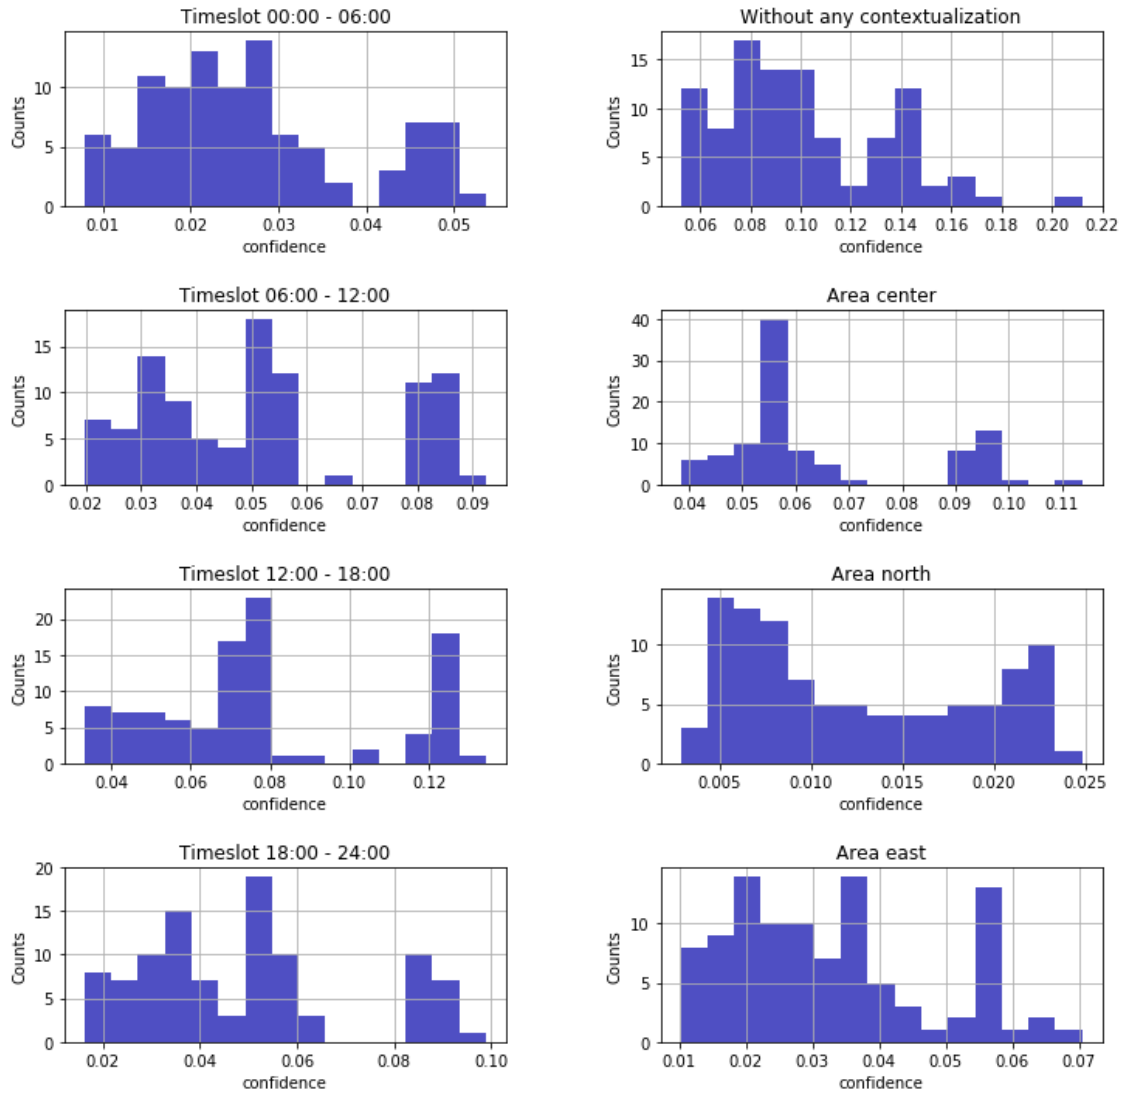 Timeslot 00:00 - 06:00
Counts
10
5
0
0.01 0.02 0.03 0.04 0.05
confidence
Without any contextualization
Counts
15
10
5
0
0.06 0.08 0.10 0.12 0.14 0.16 0.18 0.20 0.22
confidence
Timeslot 06:00 - 12:00
Counts
15
10
5
0
0.02 0.03 0.04 0.05 0.06 0.07 0.08 0.09
confidence
Area center
Counts
40
30
20
10
0
0.04 0.05 0.06 0.07 0.08 0.09 0.10 0.11
confidence
Timeslot 12:00 - 18:00
Counts
20
15
10
5
0
0.04 0.06 0.08 0.10 0.12
confidence
Area north
Counts
10
5
0
0.005 0.010 0.015 0.020 0.025
confidence
Timeslot 18:00 - 24:00
Counts
20
15
10
5
0
0.02 0.04 0.06 0.08 0.10
confidence
Area east
Counts
10
5
0
0.01 0.02 0.03 0.04 0.05 0.06 0.07
confidence